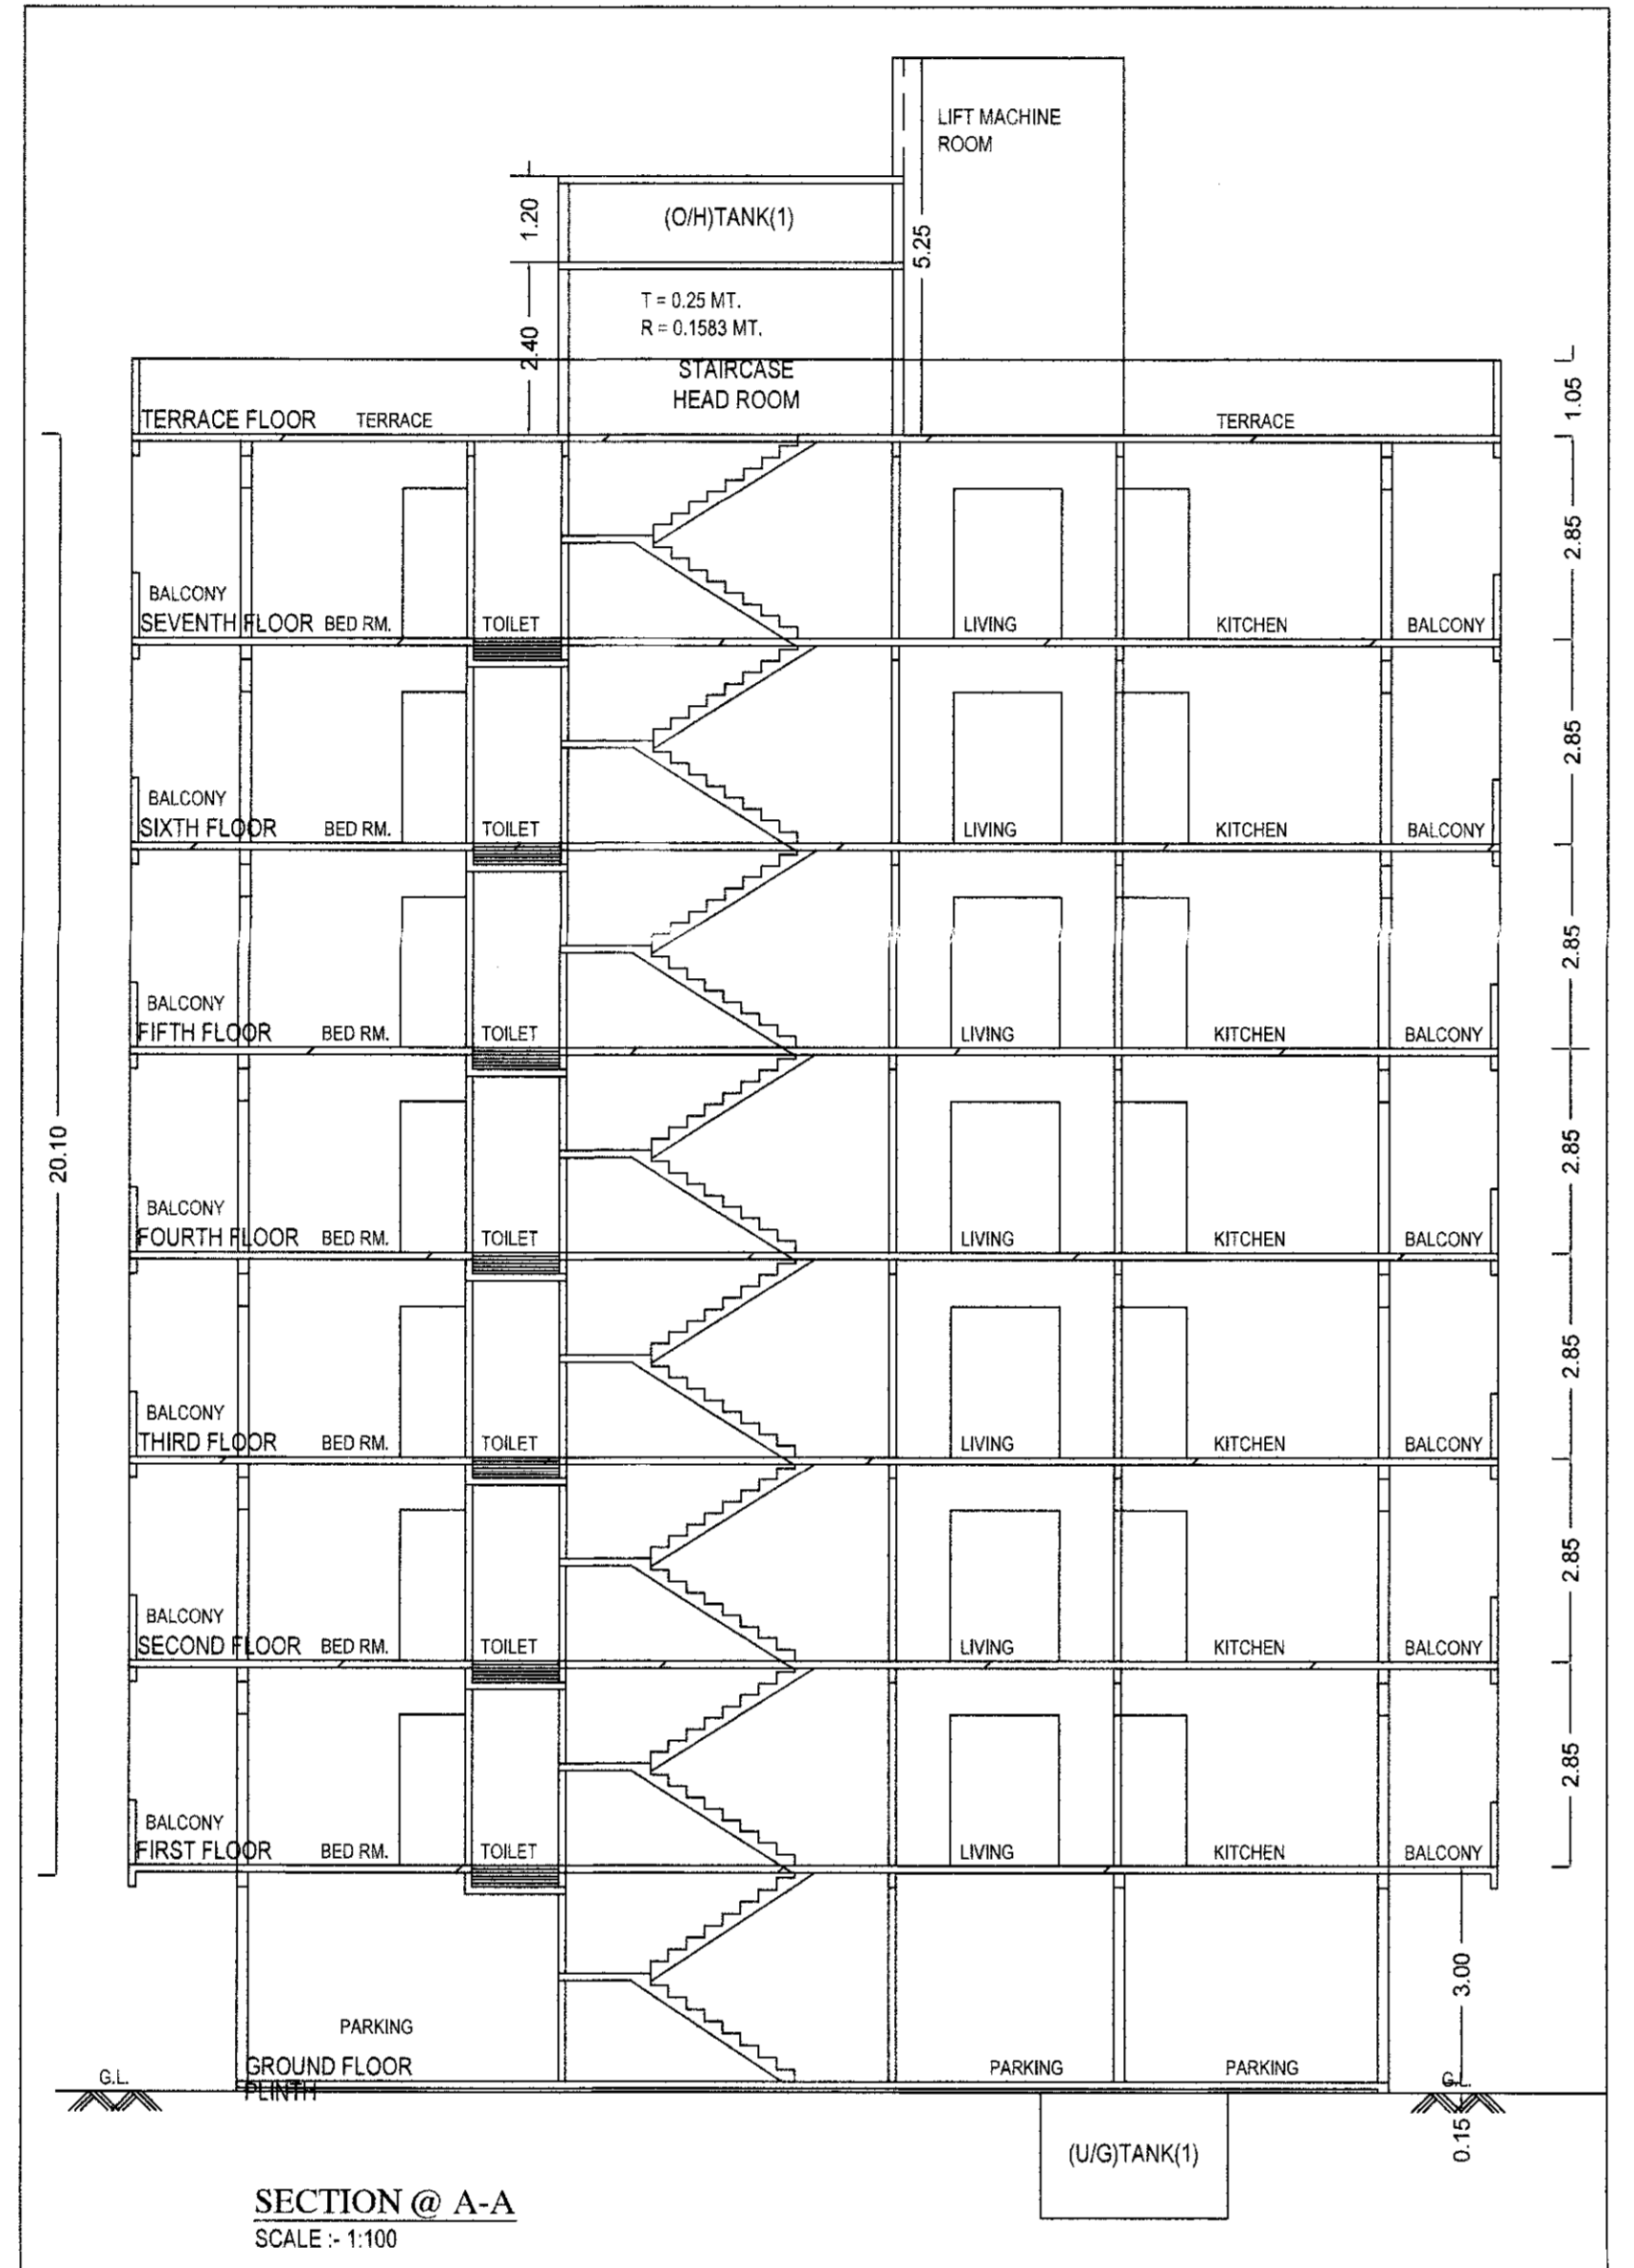 LIFT MACHINE
ROOM
1.20
(O/H)TANK(1)
5.25
T = 0.25 MT.
R = 0.1583 MT.
2.40
STAIRCASE
HEAD ROOM
1.05
TERRACE FLOOR TERRACE TERRACE
2.85
BALCONY
SEVENTH FLOOR BED RM. TOILET LIVING KITCHEN BALCONY
2.85
BALCONY
SIXTH FLOOR BED RM. TOILET LIVING KITCHEN BALCONY
2.85
BALCONY
FIFTH FLOOR BED RM. TOILET LIVING KITCHEN BALCONY
20.10
2.85
BALCONY
FOURTH FLOOR BED RM. TOILET LIVING KITCHEN BALCONY
2.85
BALCONY
THIRD FLOOR BED RM. TOILET LIVING KITCHEN BALCONY
2.85
BALCONY
SECOND FLOOR BED RM. TOILET LIVING KITCHEN BALCONY
2.85
BALCONY
FIRST FLOOR BED RM. TOILET LIVING KITCHEN BALCONY
3.00
PARKING
GROUND FLOOR PARKING PARKING
G.L. G.L.
PLINTH
0.15
(U/G)TANK(1)
SECTION @ A-A
SCALE :- 1:100